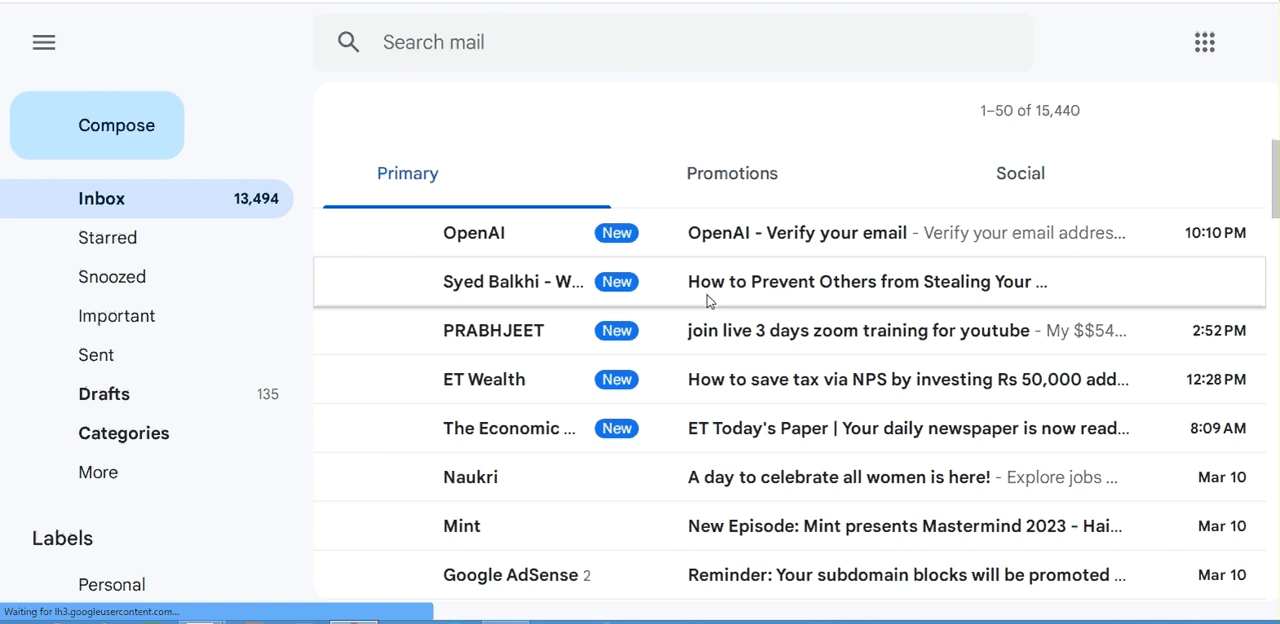 Search mail
Compose
1–50 of 15,440
Primary Promotions Social
Inbox 13,494
Starred
Snoozed
Important
Sent
Drafts 135
Categories
More
Labels
Personal
OpenAI New OpenAI - Verify your email - Verify your email addres... 10:10 PM
Syed Balkhi - W... New How to Prevent Others from Stealing Your ...
PRABHJEET New join live 3 days zoom training for youtube - My $$54... 2:52 PM
ET Wealth New How to save tax via NPS by investing Rs 50,000 add... 12:28 PM
The Economic ... New ET Today's Paper | Your daily newspaper is now read... 8:09 AM
Naukri A day to celebrate all women is here! - Explore jobs ... Mar 10
Mint New Episode: Mint presents Mastermind 2023 - Hai... Mar 10
Google AdSense 2 Reminder: Your subdomain blocks will be promoted ... Mar 10
Waiting for lh3.googleusercontent.com...